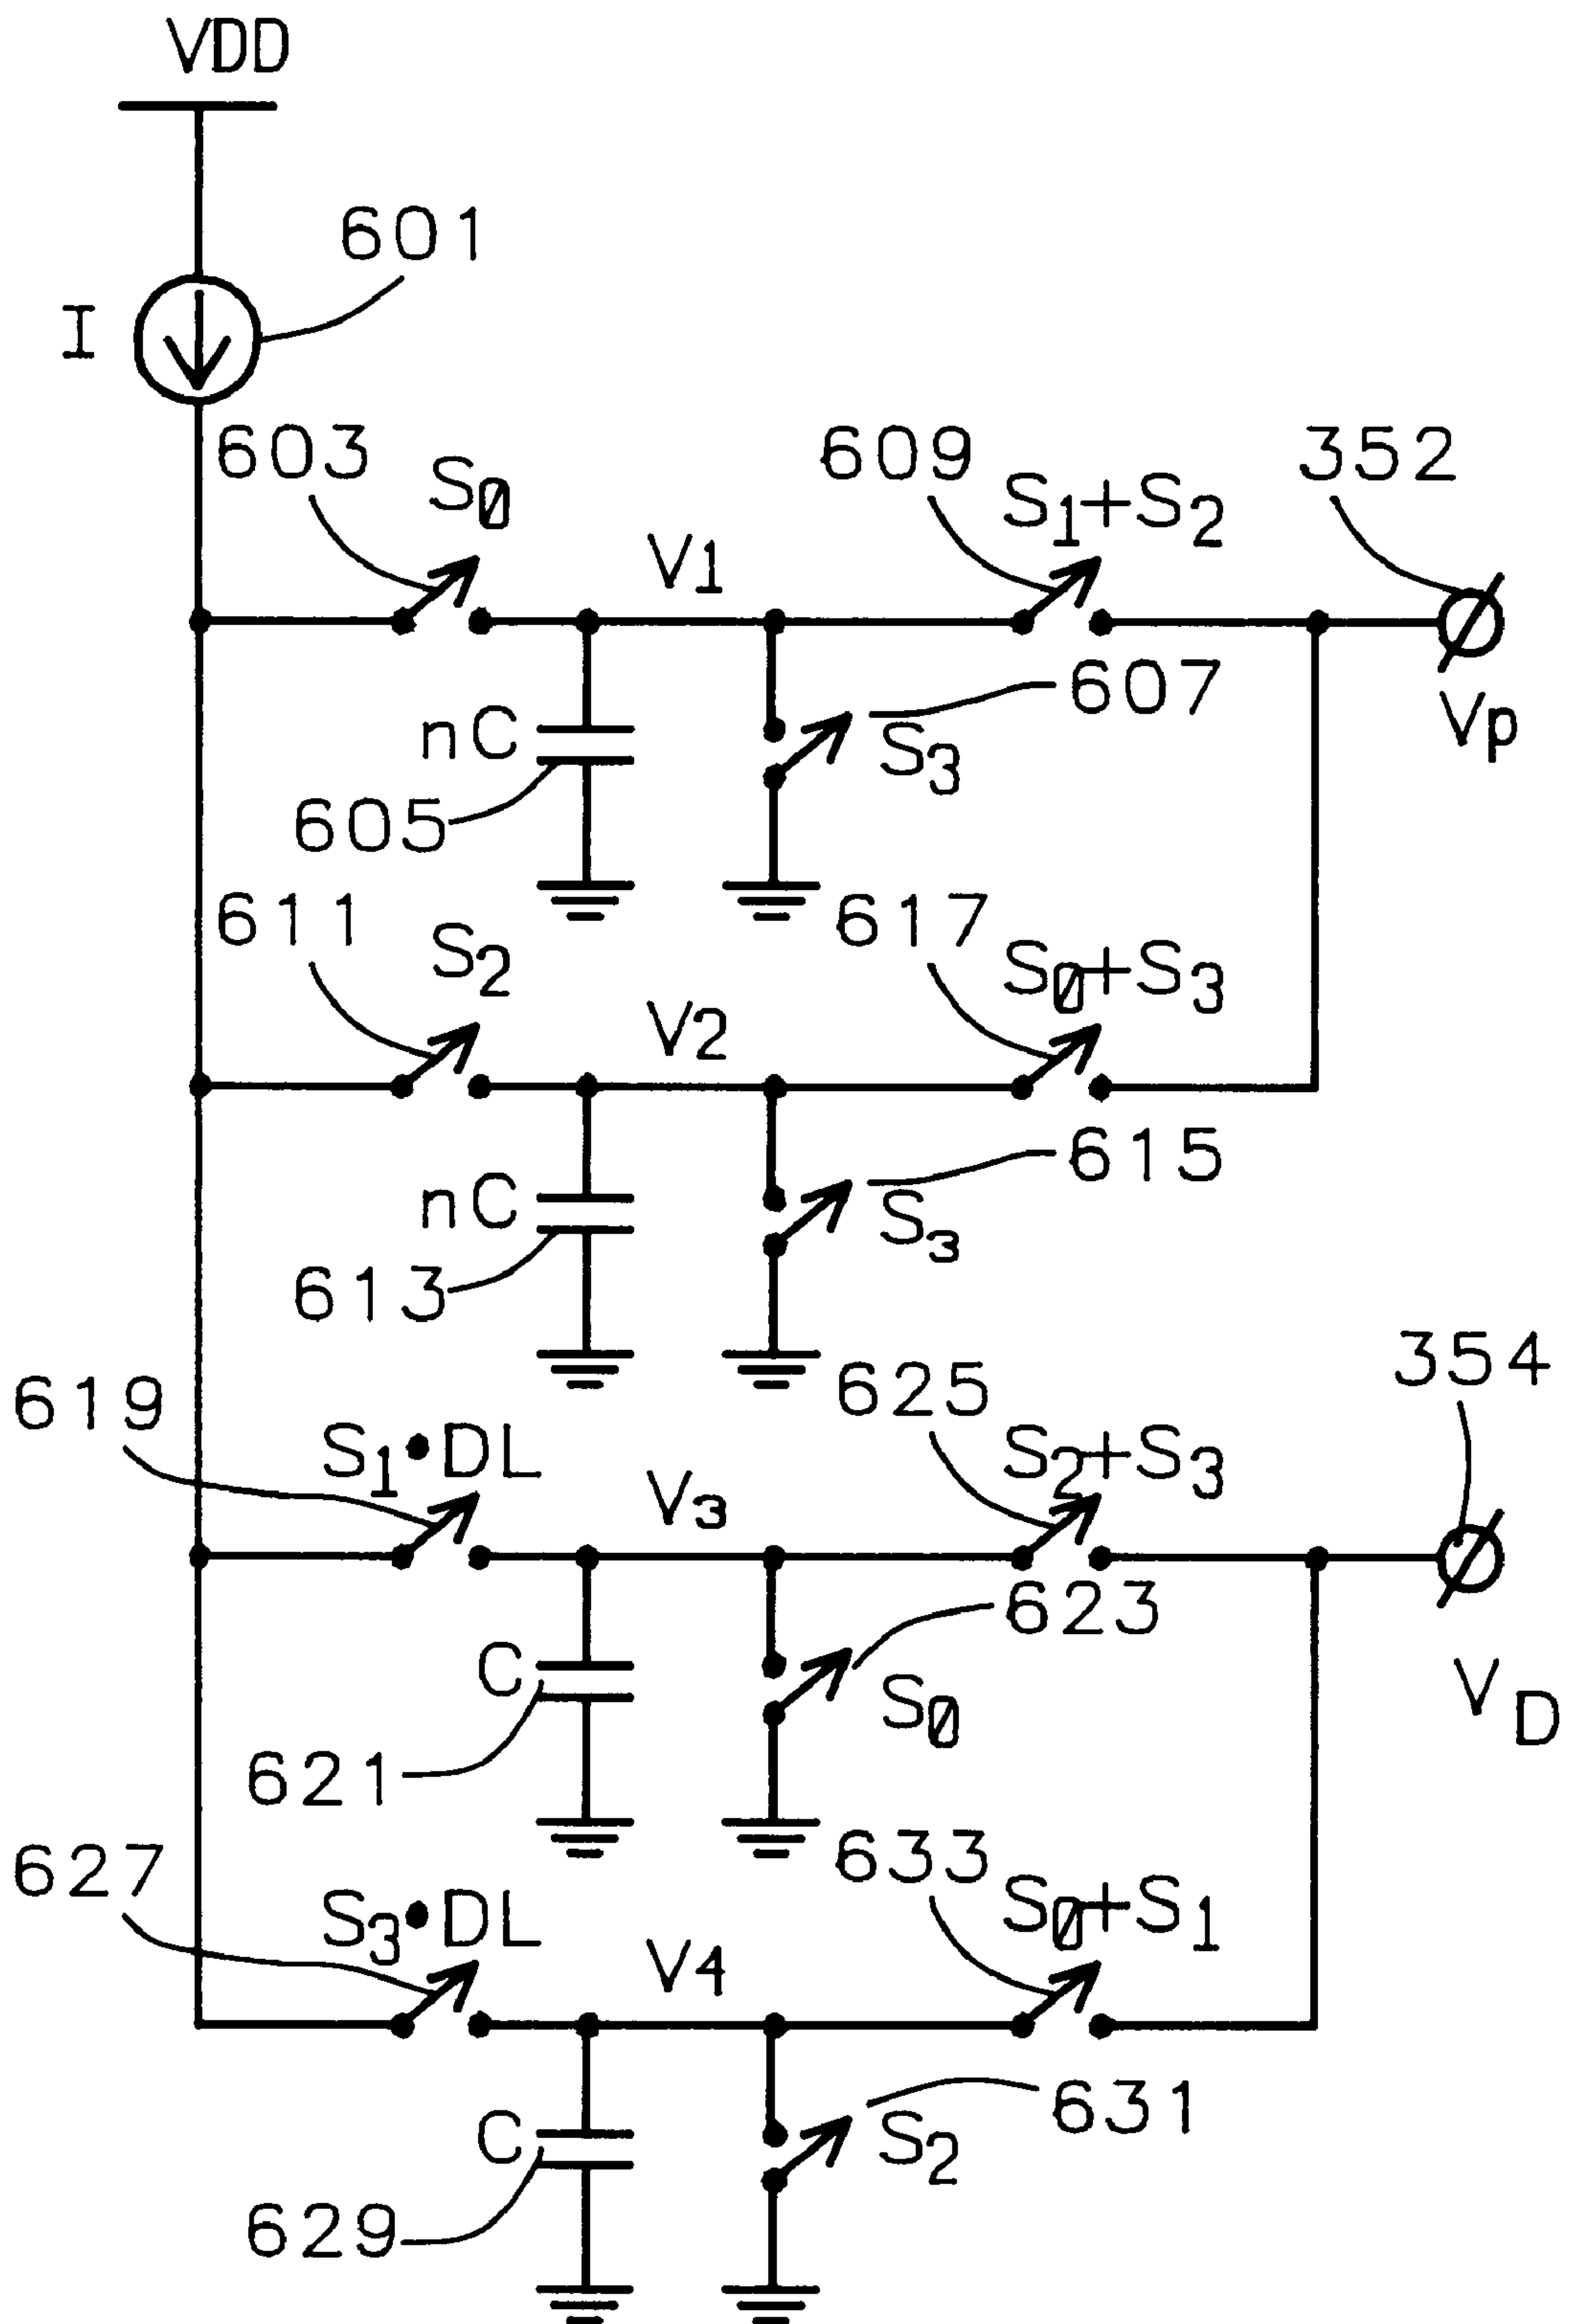 VDD
601
I
603 S0 609 S1+S2 352
V1
607
nC S3 Vp
605
611 S2 617 S0+S3
V2
615
nC S3
613
354
619 S1•DL 625 S2+S3
V3
623
C S0 VD
621
627 S3•DL 633 S0+S1
V4
631
C S2
629